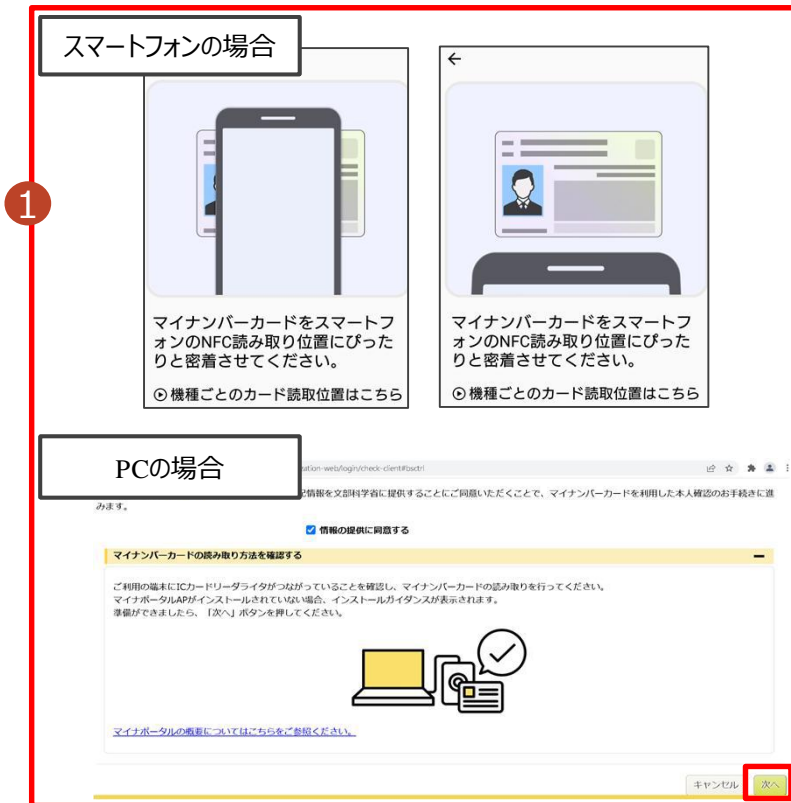 スマートフォンの場合
1
マイナンバーカードをスマートフ
ォンのNFC読み取り位置にぴった
りと密着させてください。
機種ごとのカード読取位置はこちら
←
マイナンバーカードをスマートフ
ォンのNFC読み取り位置にぴった
りと密着させてください。
機種ごとのカード読取位置はこちら
PCの場合
ation-web/login/check-client#bsctrl
記情報を文部科学省に提供することにご同意いただくことで、マイナンバーカードを利用した本人確認のお手続きに進
みます。
情報の提供に同意する
マイナンバーカードの読み取り方法を確認する
ご利用の端末にICカードリーダライタがつながっていることを確認し、マイナンバーカードの読み取りを行ってください。
マイナポータルAPがインストールされていない場合、インストールガイダンスが表示されます。
準備ができましたら、「次へ」ボタンを押してください。
マイナポータルの概要についてはこちらをご参照ください。
キャンセル
次へ